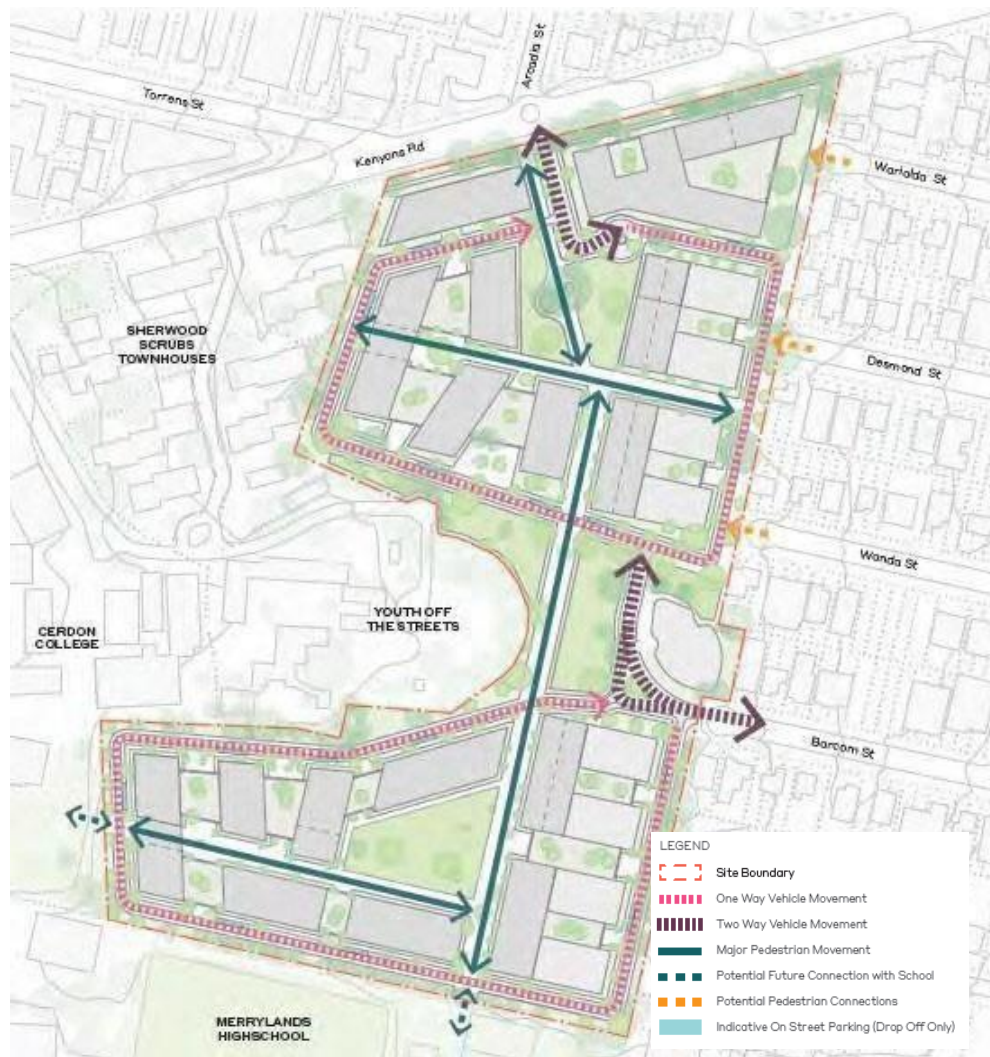 Arcadia St
Torrens St
Kenyons Rd
Warialda St
SHERWOOD
SCRUBS
TOWNHOUSES
Desmond St
Wanda St
YOUTH OFF
THE STREETS
CERDON
COLLEGE
Barcom St
LEGEND
Site Boundary
One Way Vehicle Movement
Two Way Vehicle Movement
Major Pedestrian Movement
Potential Future Connection with School
Potential Pedestrian Connections
Indicative On Street Parking (Drop Off Only)
MERRYLANDS
HIGHSCHOOL